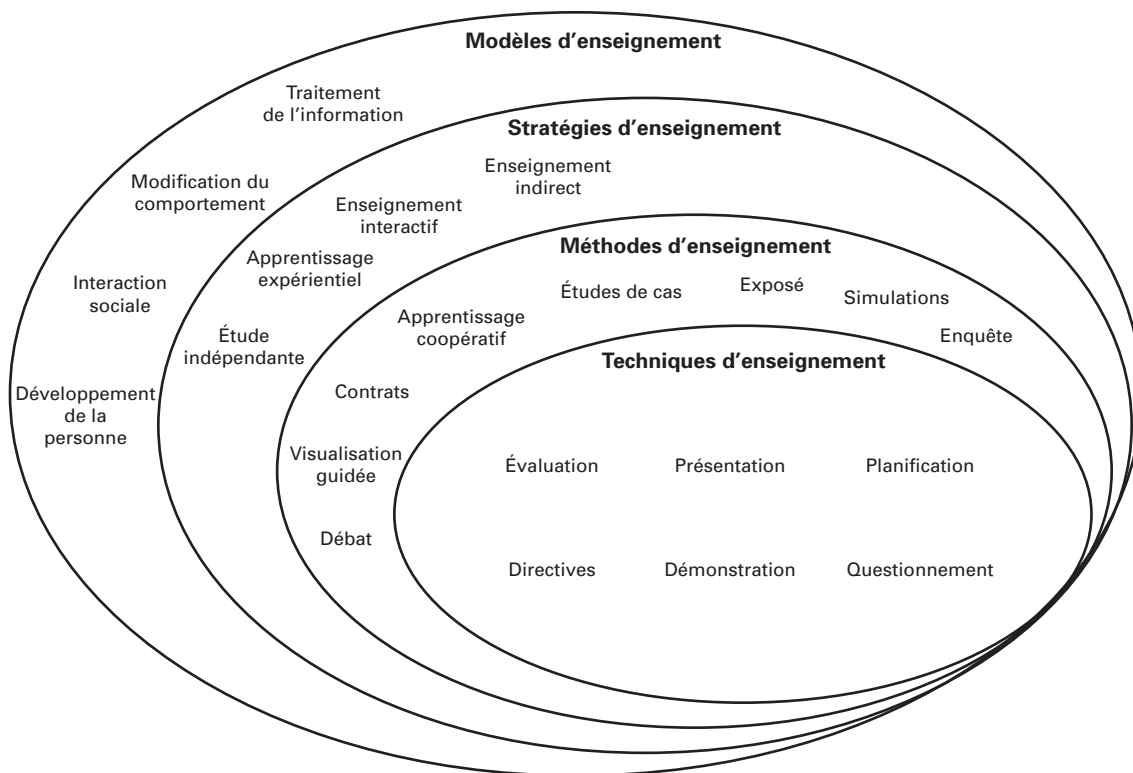 Modèles d'enseignement
Traitement
de l'information
Modification du
comportement
Interaction
sociale
Développement
de la
personne
Stratégies d'enseignement
Enseignement
indirect
Enseignement
interactif
Apprentissage
expérientiel
Étude
indépendante
Méthodes d'enseignement
Études de cas
Exposé
Simulations
Enquête
Apprentissage
coopératif
Contrats
Visualisation
guidée
Débat
Techniques d'enseignement
Évaluation
Présentation
Planification
Directives
Démonstration
Questionnement